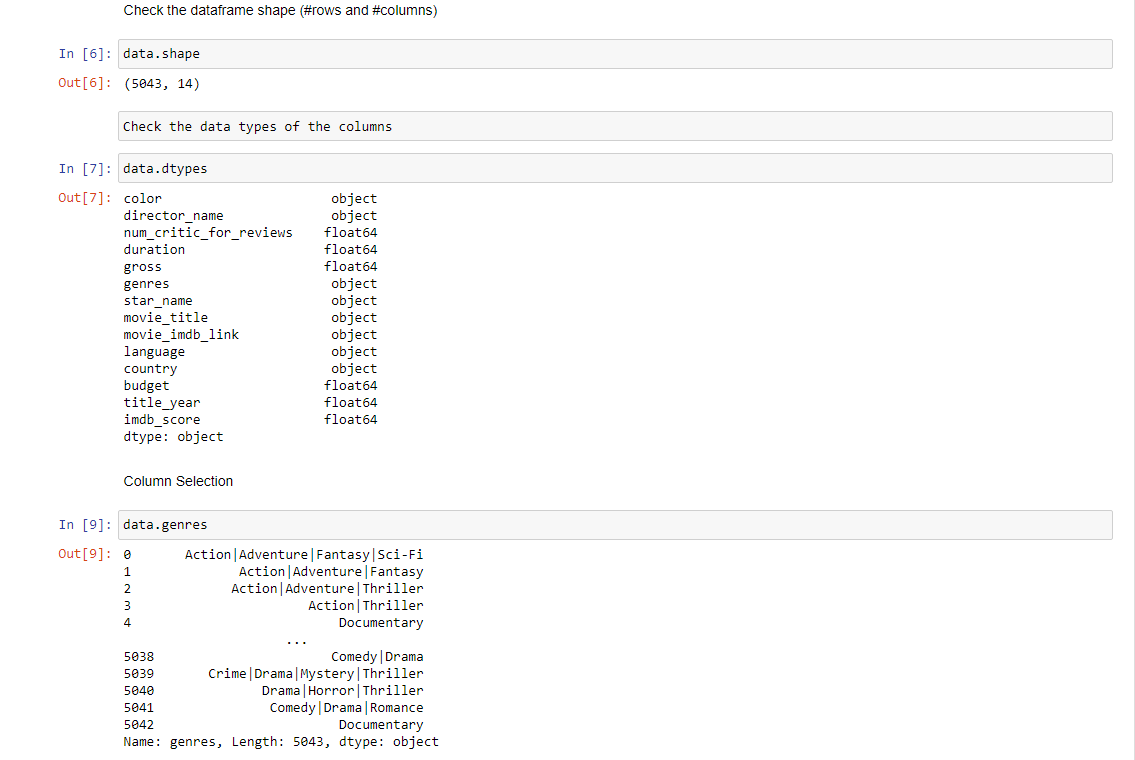 Check the dataframe shape (#rows and #columns)
In [6]: data.shape
Out[6]: (5043, 14)
Check the data types of the columns
In [7]: data.dtypes
Out[7]: color object
director_name object
num_critic_for_reviews float64
duration float64
gross float64
genres object
star_name object
movie_title object
movie_imdb_link object
language object
country object
budget float64
title_year float64
imdb_score float64
dtype: object
Column Selection
In [9]: data.genres
Out[9]: 0 Action|Adventure|Fantasy|Sci-Fi
1 Action|Adventure|Fantasy
2 Action|Adventure|Thriller
3 Action|Thriller
4 Documentary
...
5038 Comedy|Drama
5039 Crime|Drama|Mystery|Thriller
5040 Drama|Horror|Thriller
5041 Comedy|Drama|Romance
5042 Documentary
Name: genres, Length: 5043, dtype: object